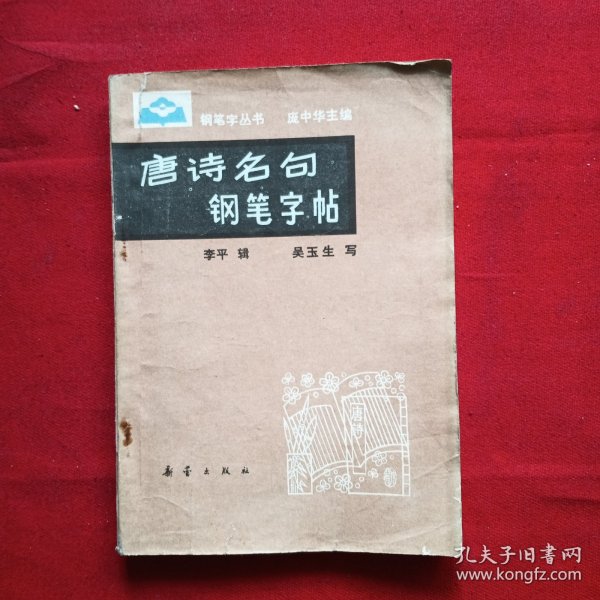 钢笔字丛书 庞中华主编
唐诗名句
钢笔字帖
李平 辑 吴玉生 写
唐詩
新蕾出版社
孔夫子旧書网
www.kongfz.com